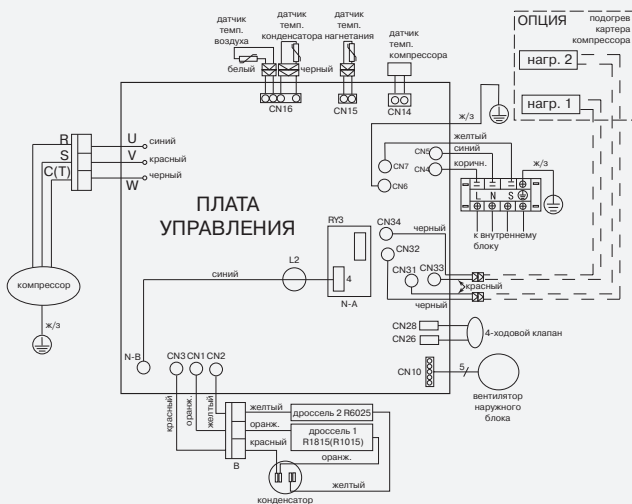 датчик
темп.
воздуха
датчик
темп.
конденсатора
датчик
темп.
нагнетания
датчик
темп.
компрессора
белый
черный
CN16
CN15
CN14
ОПЦИЯ
подогрев
картера
компрессора
нагр. 2
нагр. 1
ж/з
желтый
синий
коричн.
CN7
CN5
CN4
CN6
ж/з
L N S
к внутреннему
блоку
R
S
C(T)
U
V
W
синий
красный
черный
ПЛАТА
УПРАВЛЕНИЯ
RY3
4
N-A
L2
синий
CN34
черный
CN32
CN31
CN33
красный
черный
компрессор
ж/з
CN28
CN26
4-ходовой клапан
CN10
5
вентилятор
наружного
блока
N-B
CN3
CN1
CN2
красный
оранж.
желтый
B
желтый
дроссель 2 R6025
оранж.
дроссель 1
R1815(R1015)
красный
оранж.
желтый
конденсатор